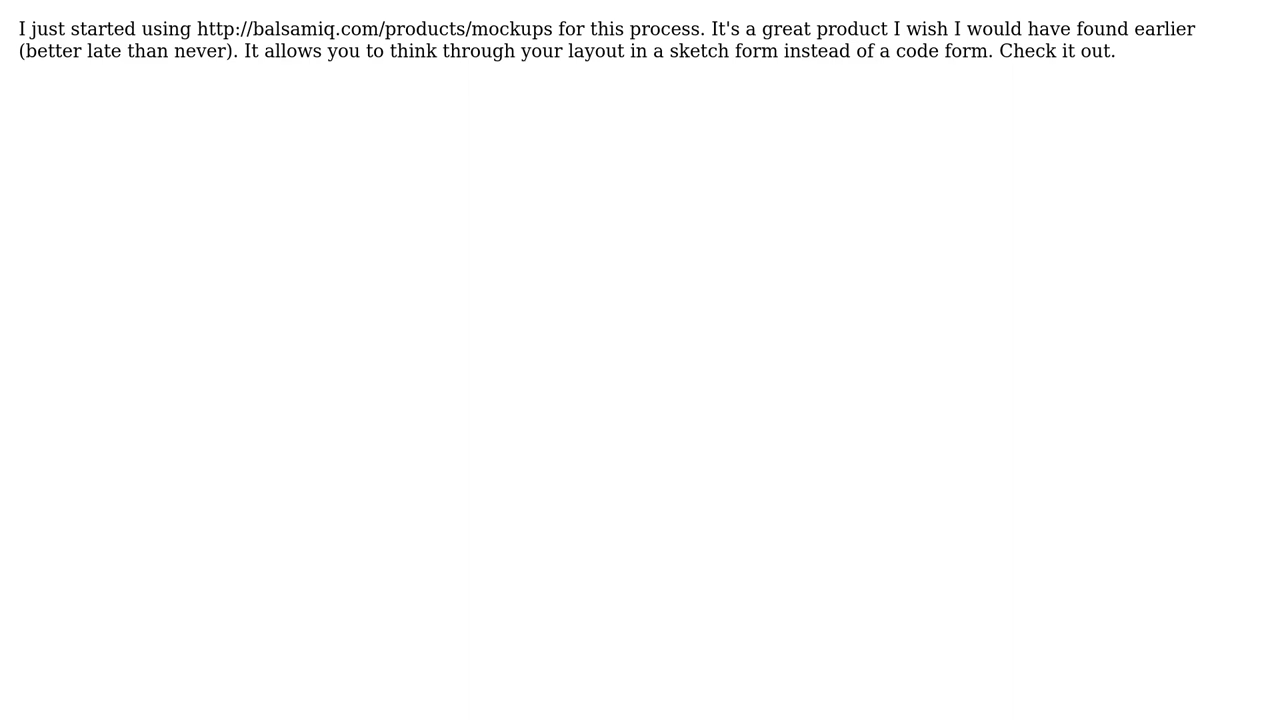 I just started using http://balsamiq.com/products/mockups for this process. It's a great product I wish I would have found earlier
(better late than never). It allows you to think through your layout in a sketch form instead of a code form. Check it out.